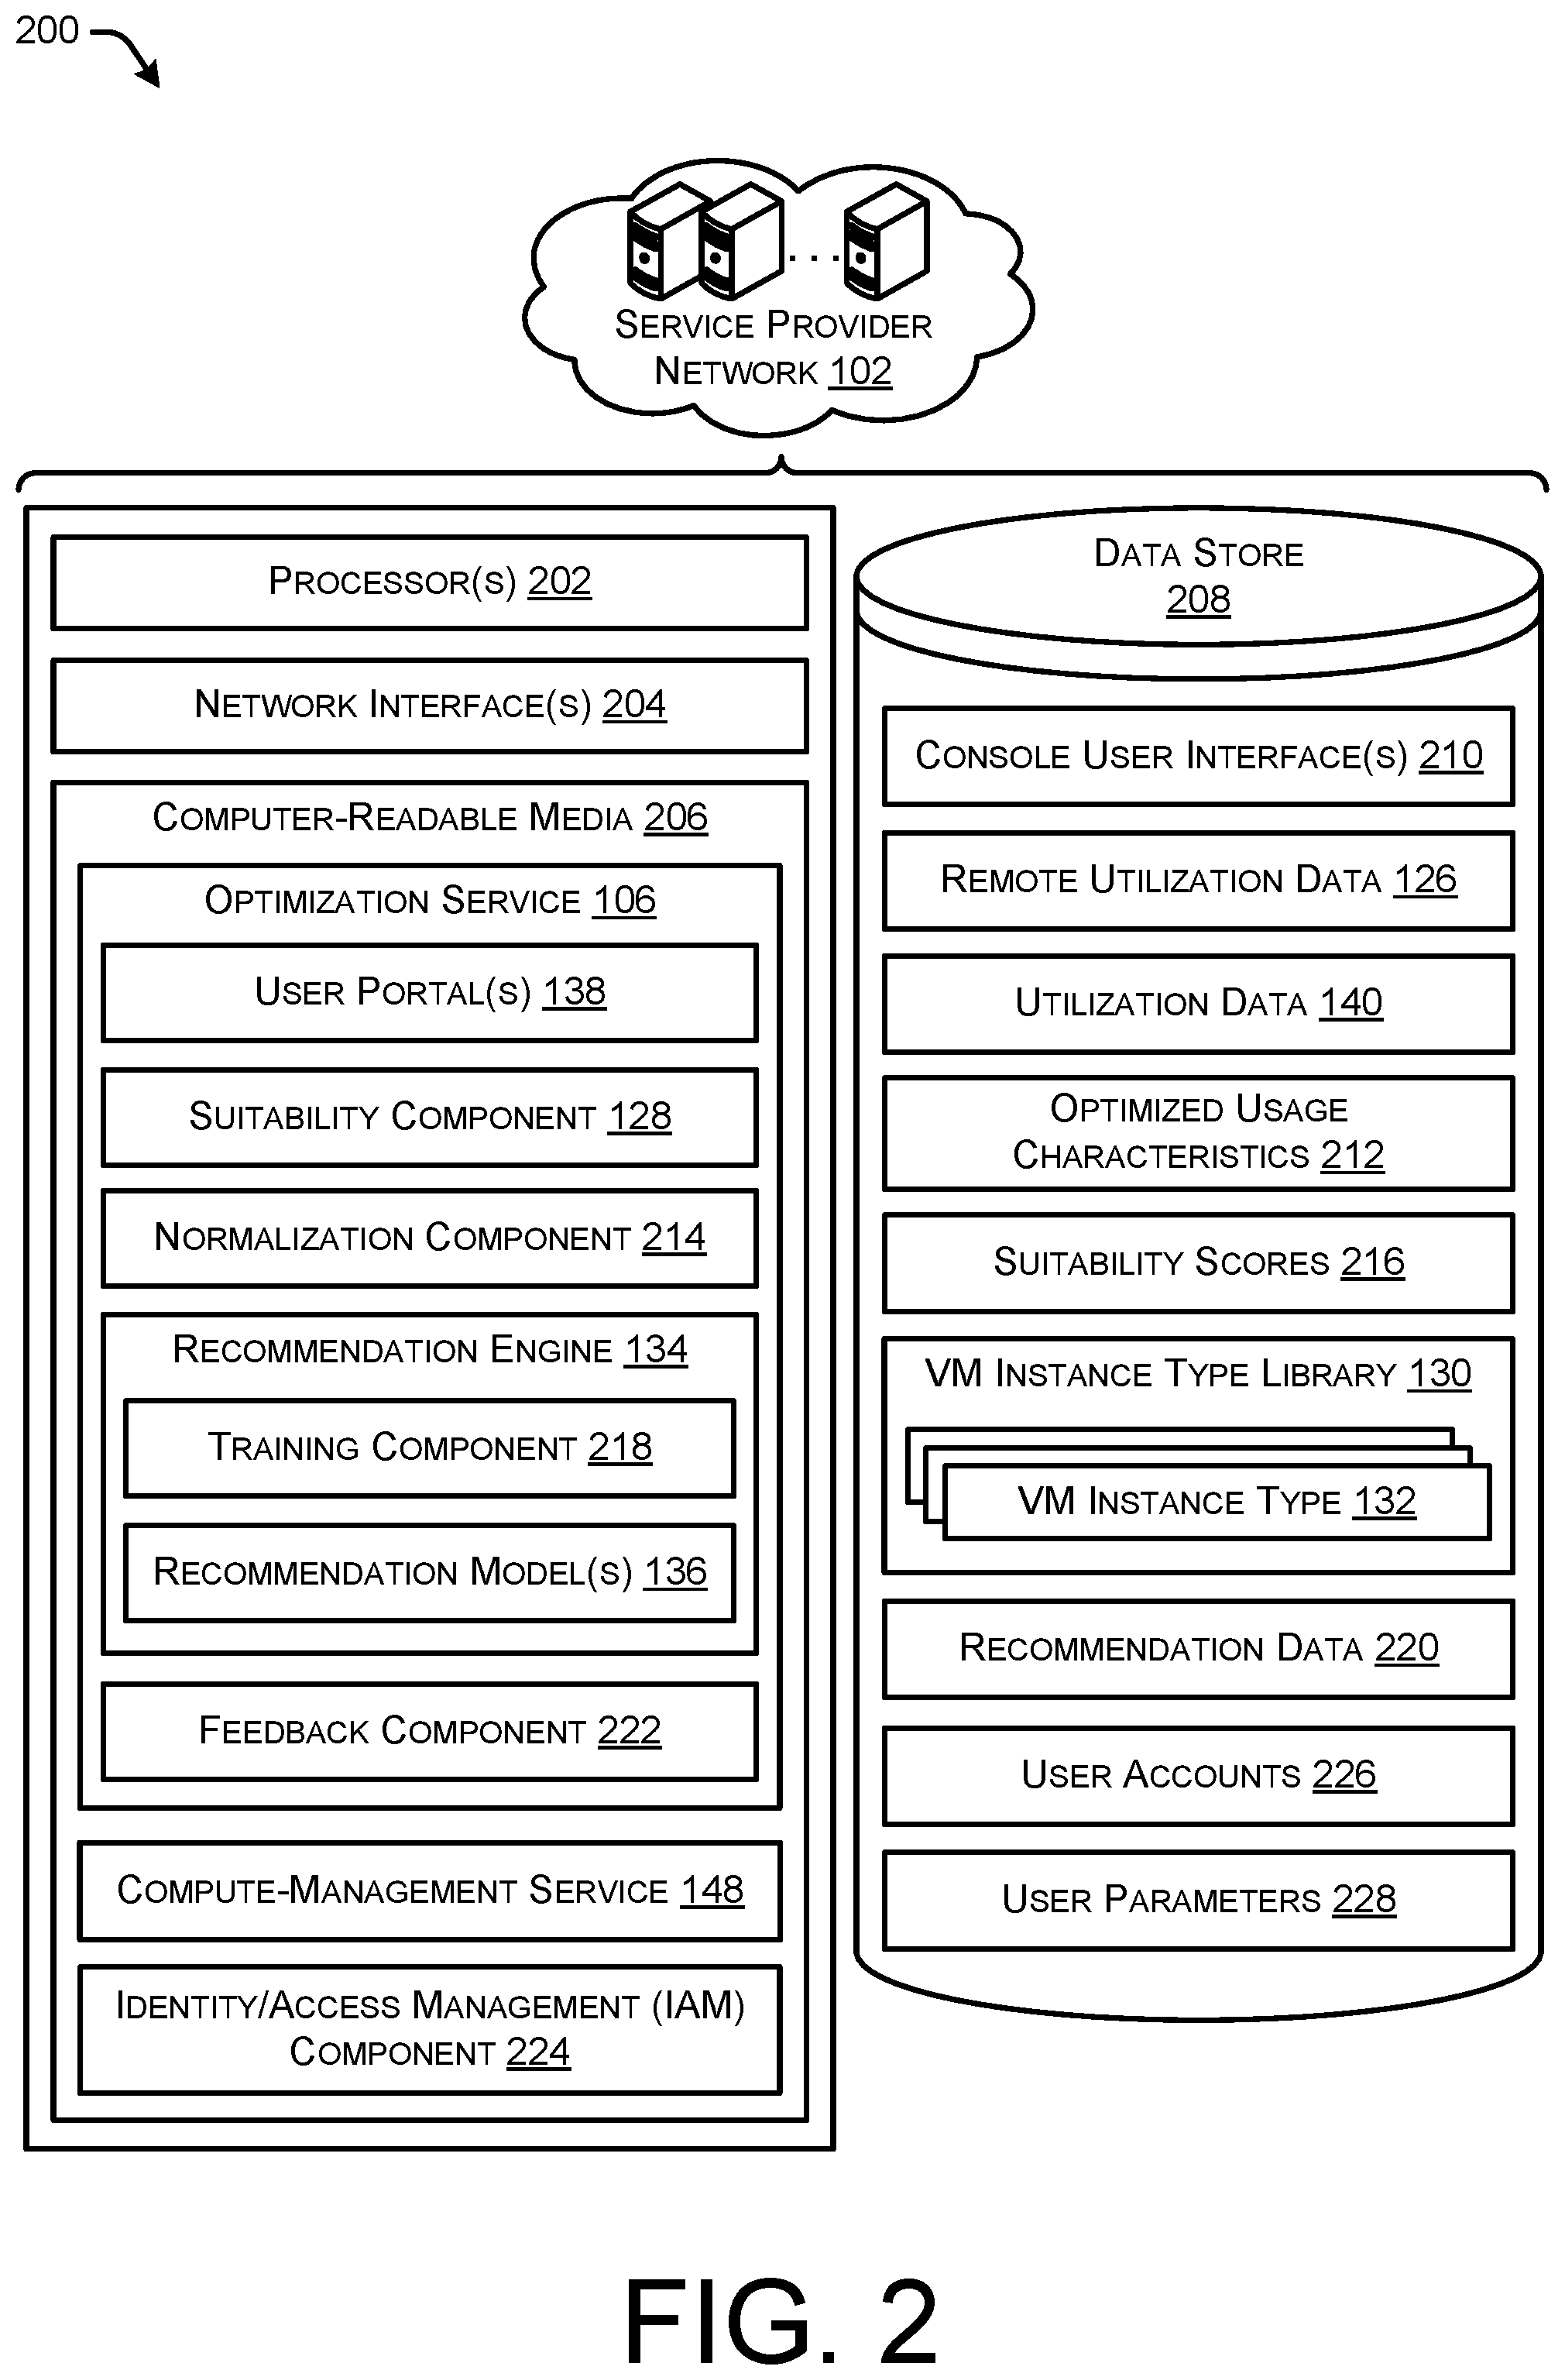 200
SERVICE PROVIDER
NETWORK 102
PROCESSOR(S) 202
NETWORK INTERFACE(S) 204
COMPUTER-READABLE MEDIA 206
OPTIMIZATION SERVICE 106
USER PORTAL(S) 138
SUITABILITY COMPONENT 128
NORMALIZATION COMPONENT 214
RECOMMENDATION ENGINE 134
TRAINING COMPONENT 218
RECOMMENDATION MODEL(S) 136
FEEDBACK COMPONENT 222
COMPUTE-MANAGEMENT SERVICE 148
IDENTITY/ACCESS MANAGEMENT (IAM)
COMPONENT 224
DATA STORE
208
CONSOLE USER INTERFACE(S) 210
REMOTE UTILIZATION DATA 126
UTILIZATION DATA 140
OPTIMIZED USAGE
CHARACTERISTICS 212
SUITABILITY SCORES 216
VM INSTANCE TYPE LIBRARY 130
VM INSTANCE TYPE 132
RECOMMENDATION DATA 220
USER ACCOUNTS 226
USER PARAMETERS 228
FIG. 2